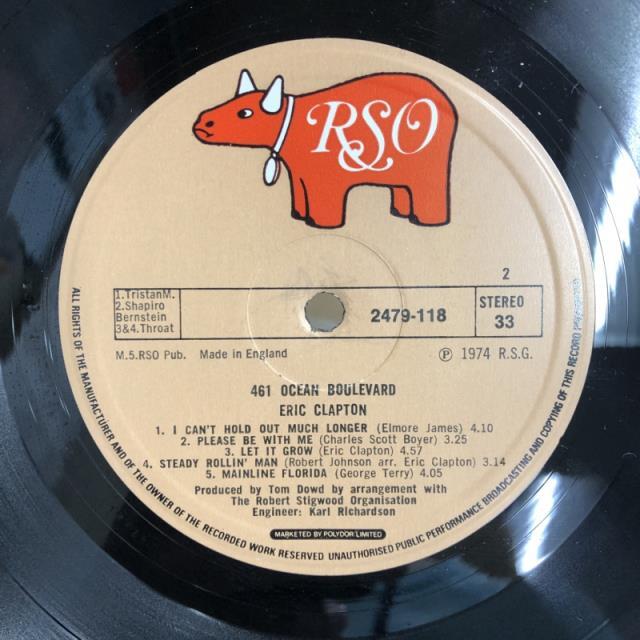 RSO
2
1.TristanM.
2.Shapiro
Bernstein
3&4.Throat
2479-118
STEREO
33
M.5.RSO Pub. Made in England
Ⓟ 1974 R.S.G.
461 OCEAN BOULEVARD
ERIC CLAPTON
1. I CAN'T HOLD OUT MUCH LONGER (Elmore James) 4.10
2. PLEASE BE WITH ME (Charles Scott Boyer) 3.25
3. LET IT GROW (Eric Clapton) 4.57
4. STEADY ROLLIN' MAN (Robert Johnson arr. Eric Clapton) 3.14
5. MAINLINE FLORIDA (George Terry) 4.05
Produced by Tom Dowd by arrangement with
The Robert Stigwood Organisation
Engineer: Karl Richardson
MARKETED BY POLYDOR LIMITED
ALL RIGHTS OF THE MANUFACTURER AND OF THE OWNER OF THE RECORDED WORK RESERVED UNAUTHORISED PUBLIC PERFORMANCE BROADCASTING AND COPYING OF THIS RECORD PROHIBITED